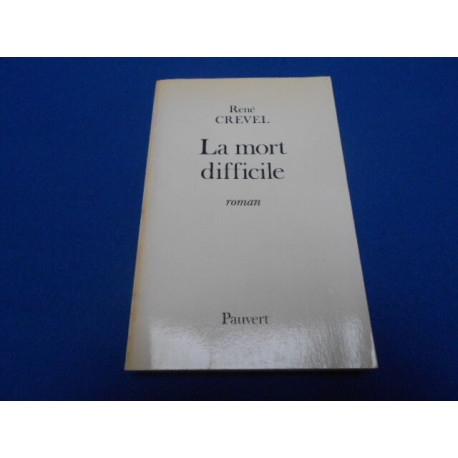 René
CREVEL
La mort
difficile
roman
Pauvert